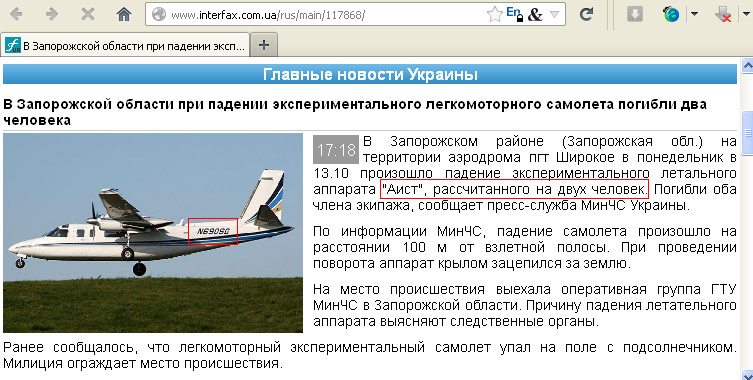 www.interfax.com.ua/rus/main/117868/
En
&
В Запорожской области при падении эксп...
+
Главные новости Украины
В Запорожской области при падении экспериментального легкомоторного самолета погибли два
человека
17:18 В Запорожском районе (Запорожская обл.) на
территории аэродрома пгт Широкое в понедельник в
13.10 произошло падение экспериментального летального
аппарата "Аист", рассчитанного на двух человек. Погибли оба
члена экипажа, сообщает пресс-служба МинЧС Украины.
N690BG
По информации МинЧС, падение самолета произошло на
расстоянии 100 м от взлетной полосы. При проведении
поворота аппарат крылом зацепился за землю.
На место происшествия выехала оперативная группа ГТУ
МинЧС в Запорожской области. Причину падения летательного
аппарата выясняют следственные органы.
Ранее сообщалось, что легкомоторный экспериментальный самолет упал на поле с подсолнечником.
Милиция ограждает место происшествия.